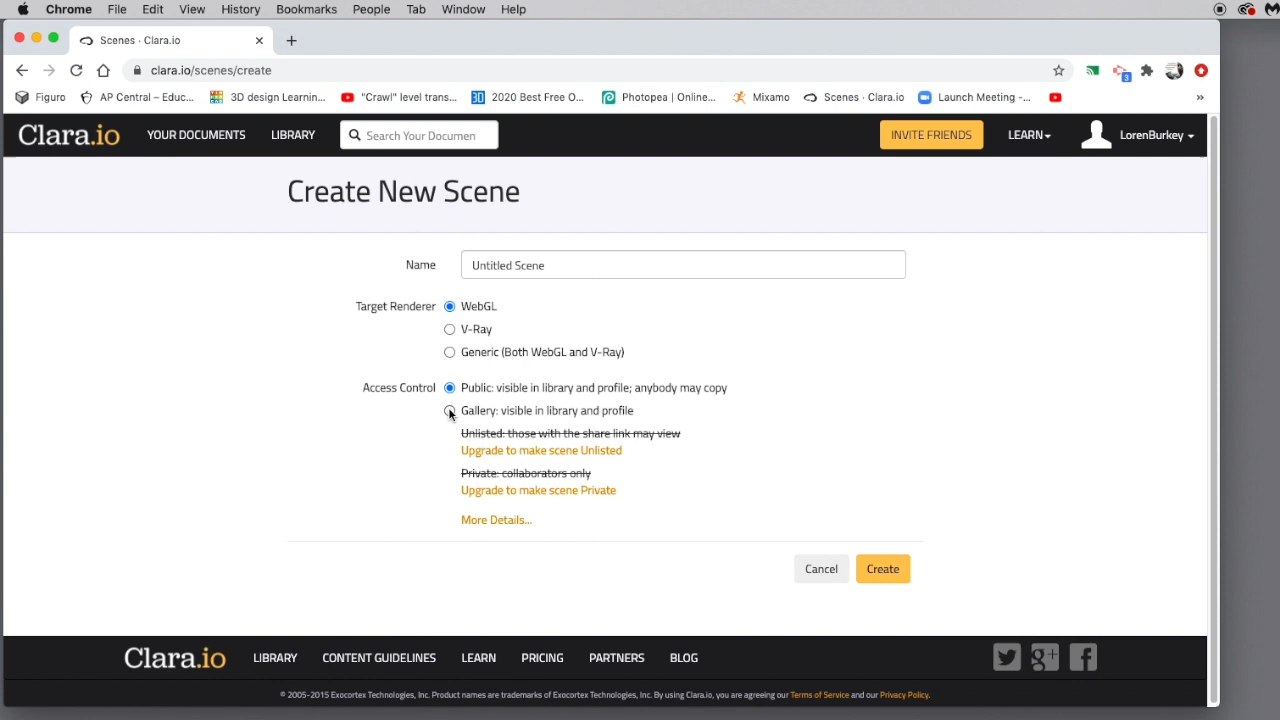 Chrome File Edit View History Bookmarks People Tab Window Help
Scenes · Clara.io
clara.io/scenes/create
3
Figuro AP Central – Educ... 3D design Learnin... "Crawl" level trans... 2020 Best Free O... Photopea | Online... Mixamo Scenes · Clara.io Launch Meeting -... »
Clara.io YOUR DOCUMENTS LIBRARY Search Your Documen INVITE FRIENDS LEARN LorenBurkey
Create New Scene
Name Untitled Scene
Target Renderer WebGL
V-Ray
Generic (Both WebGL and V-Ray)
Access Control Public: visible in library and profile; anybody may copy
Gallery: visible in library and profile
Unlisted: those with the share link may view
Upgrade to make scene Unlisted
Private: collaborators only
Upgrade to make scene Private
More Details...
Cancel Create
Clara.io LIBRARY CONTENT GUIDELINES LEARN PRICING PARTNERS BLOG
© 2005-2015 Exocortex Technologies, Inc. Product names are trademarks of Exocortex Technologies, Inc. By using Clara.io, you are agreeing our Terms of Service and our Privacy Policy.